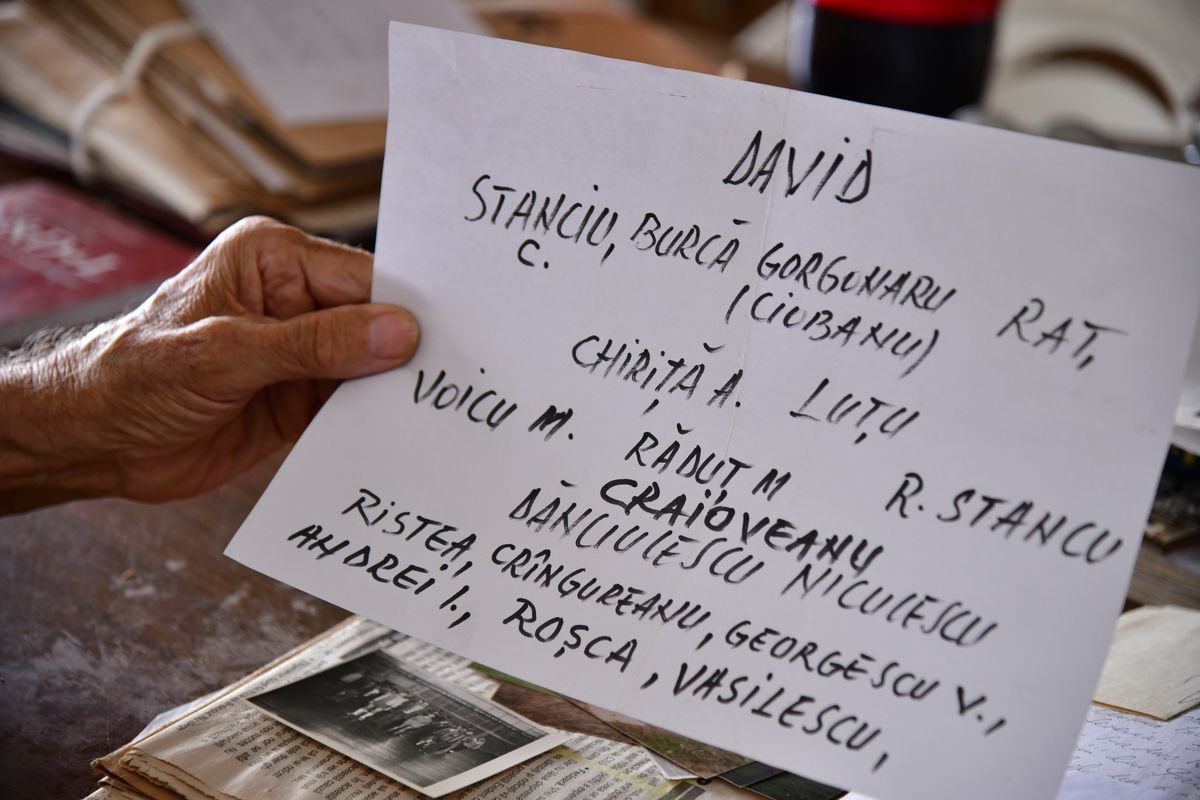 DAVID
STANCIU, BURCĂ GORGONARU RAT,
C. (CIOBANU)
CHIRIȚĂ A. LUȚU
VOICU M. RĂDUȚ M R. STANCU
CRAIOVEANU
DĂNCIULESCU NICULESCU
RISTEA, CRÎNGUREANU, GEORGESCU V.,
ANDREI I., ROȘCA, VASILESCU,